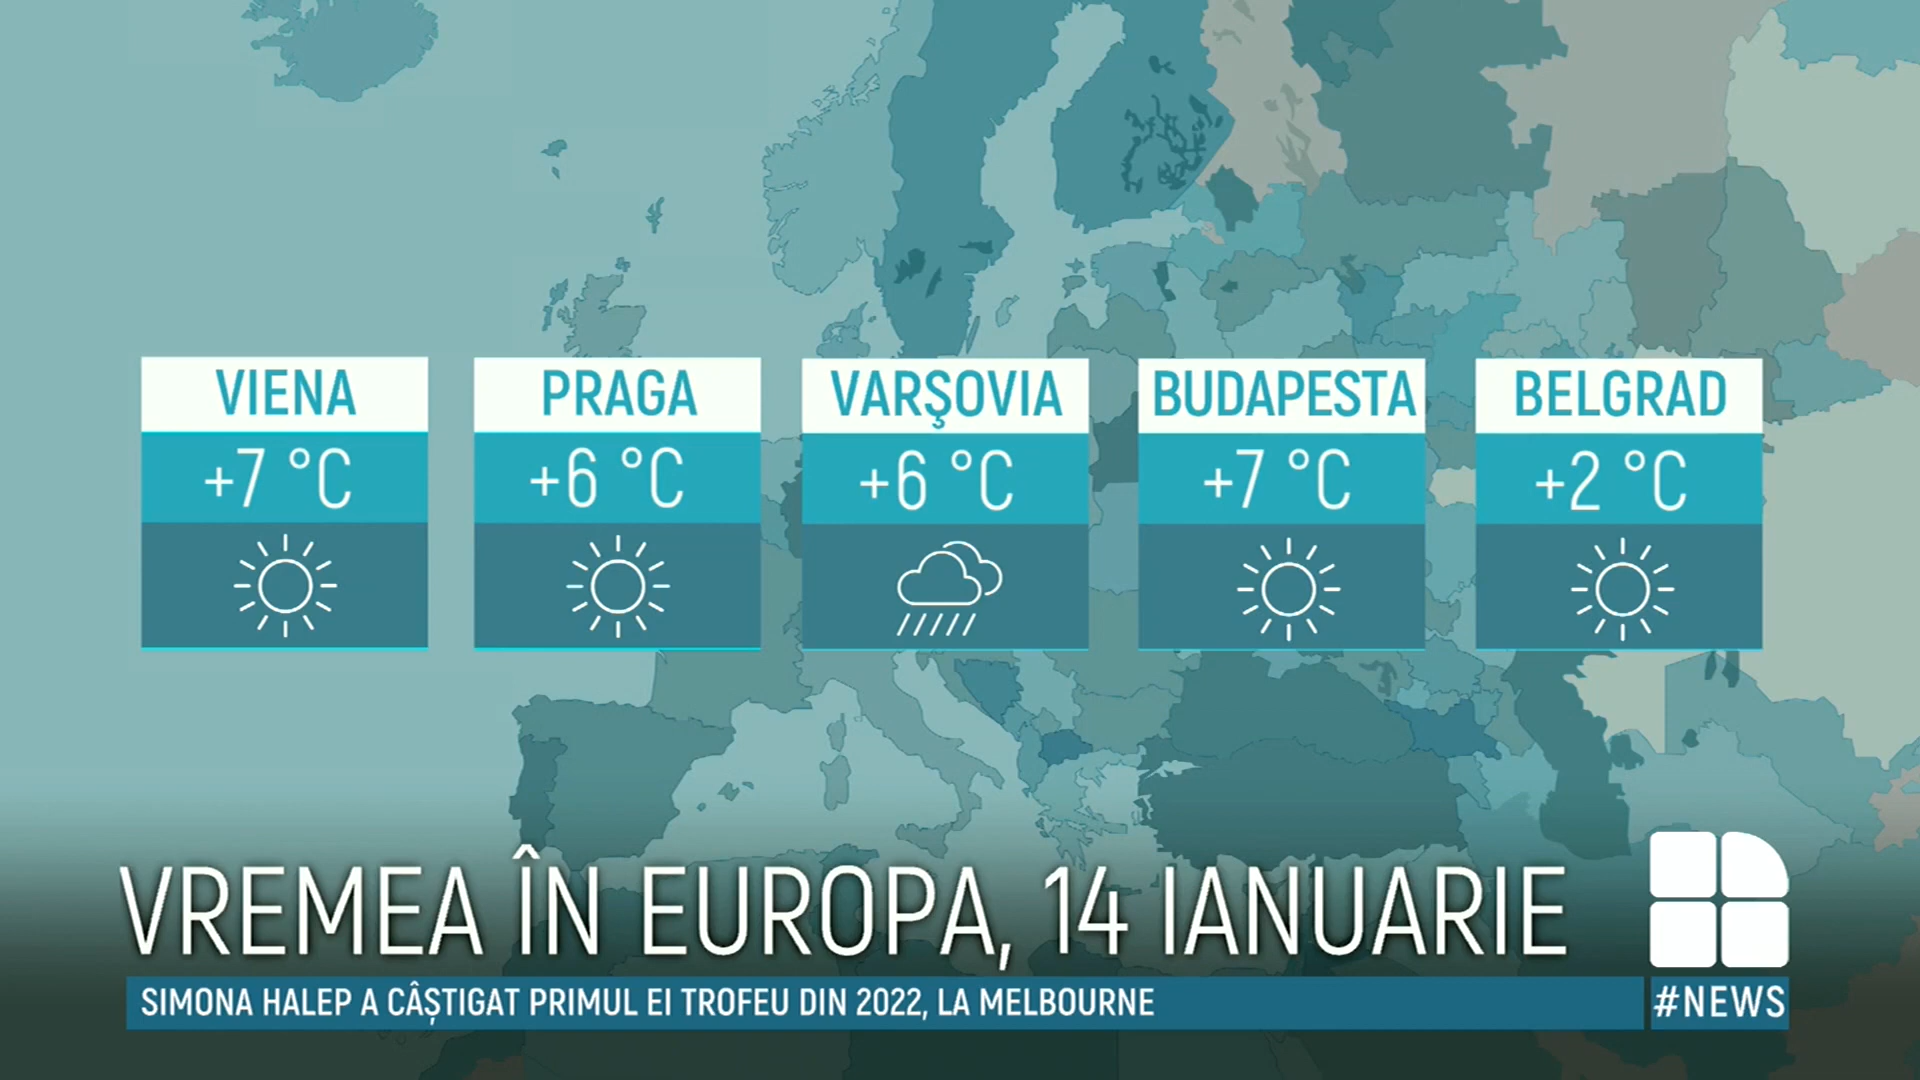 VIENA
+7 °C
PRAGA
+6 °C
VARŞOVIA
+6 °C
BUDAPESTA
+7 °C
BELGRAD
+2 °C
VREMEA ÎN EUROPA, 14 IANUARIE
SIMONA HALEP A CÂȘTIGAT PRIMUL EI TROFEU DIN 2022, LA MELBOURNE
#NEWS